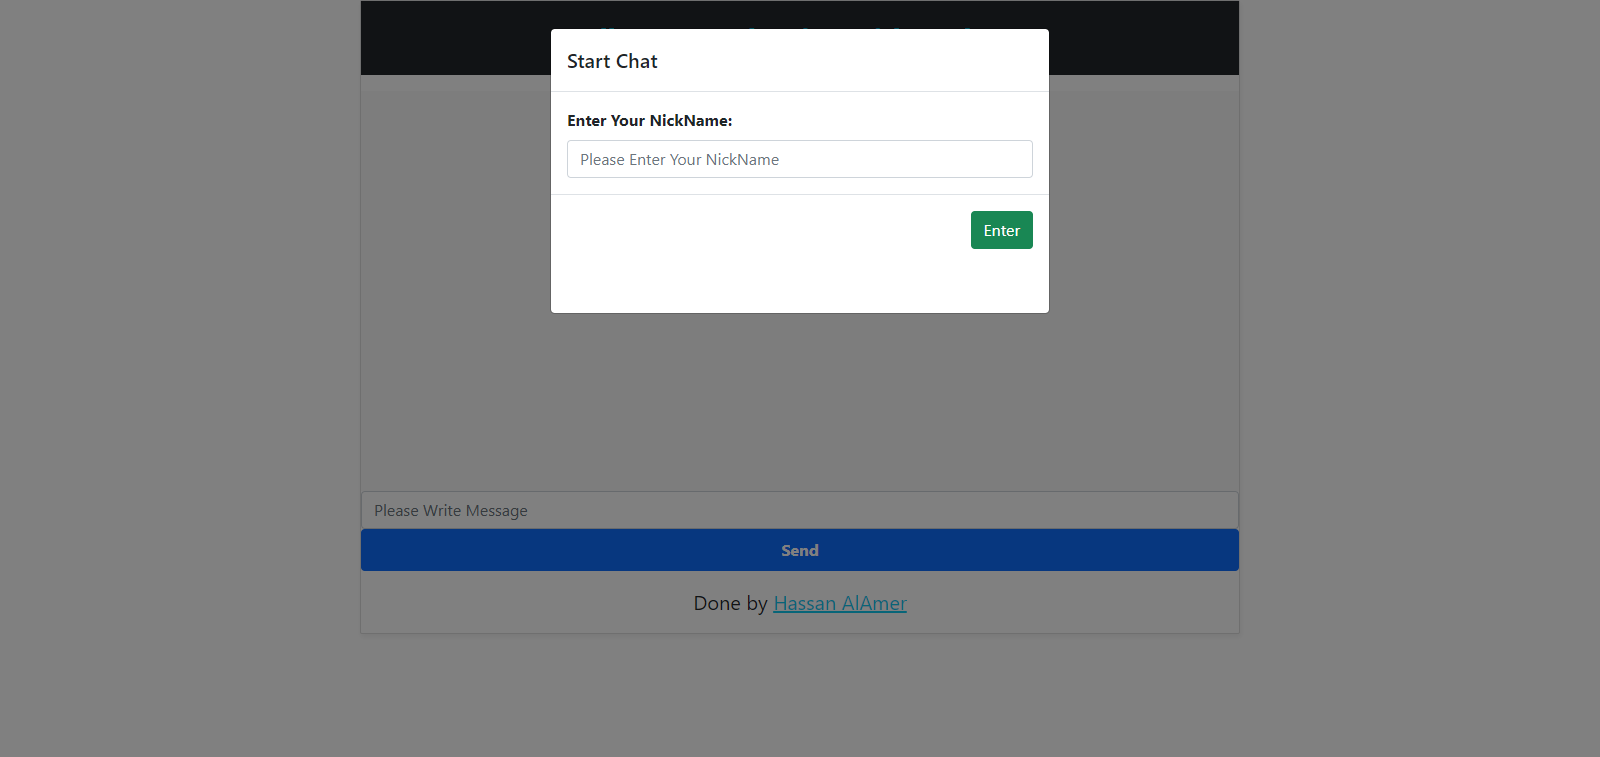 Start Chat
Enter Your NickName:
Please Enter Your NickName
Enter
Please Write Message
Send
Done by Hassan AlAmer